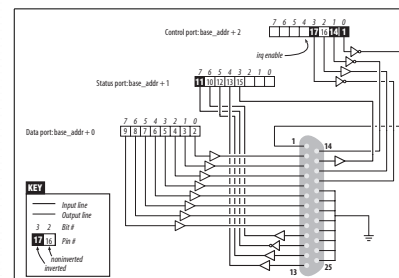 7 6 5 4 3 2 1 0
Control port: base_addr + 2
17 16 14 1
irq enable
7 6 5 4 3 2 1 0
Status port: base_addr + 1
11 10 12 13 15
7 6 5 4 3 2 1 0
Data port: base_addr + 0
9 8 7 6 5 4 3 2
1
14
KEY
Input line
Output line
3 2 Bit #
17 16 Pin #
noninverted
inverted
13
25